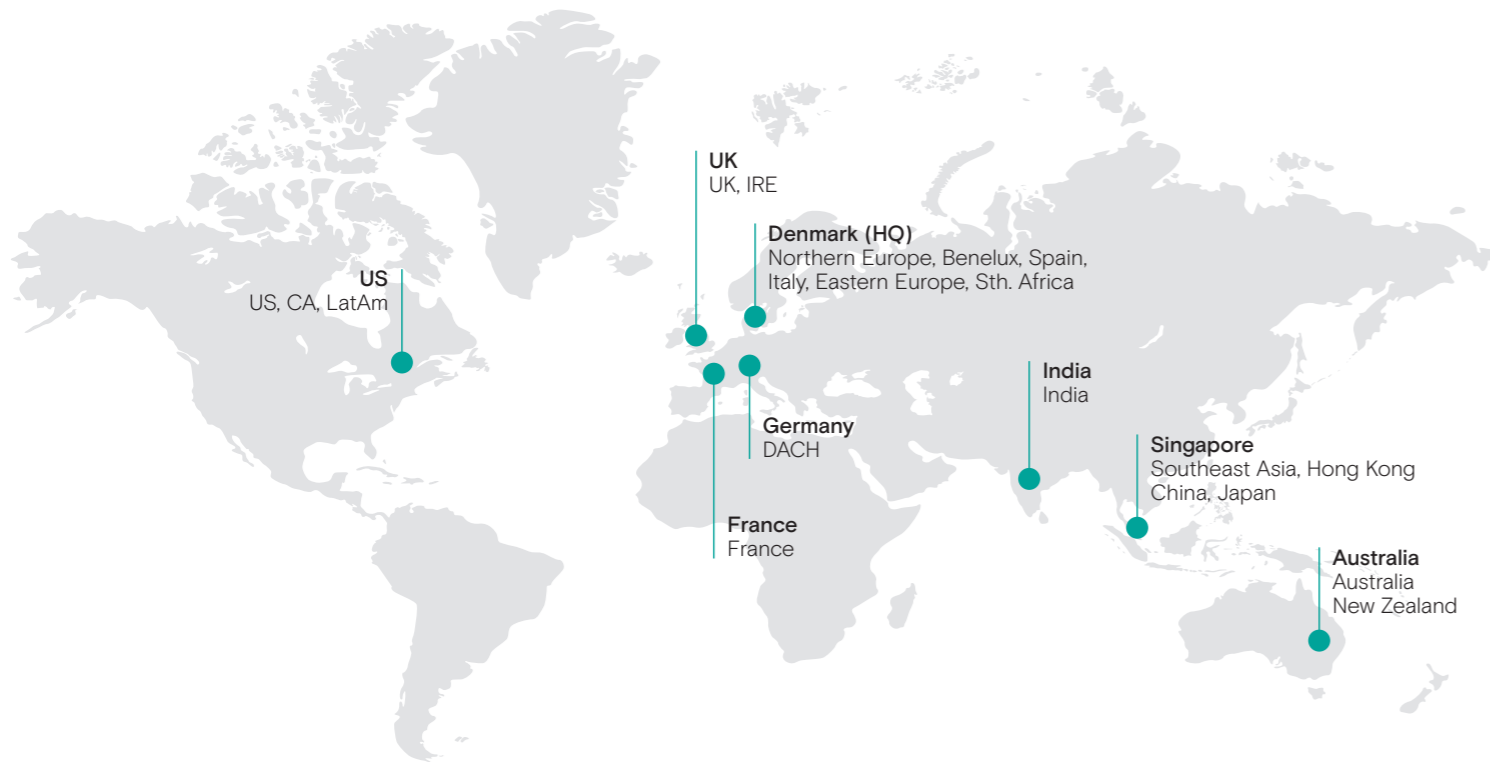 UK
UK, IRE
Denmark (HQ)
Northern Europe, Benelux, Spain,
Italy, Eastern Europe, Sth. Africa
US
US, CA, LatAm
India
India
Germany
DACH
Singapore
Southeast Asia, Hong Kong
China, Japan
France
France
Australia
Australia
New Zealand